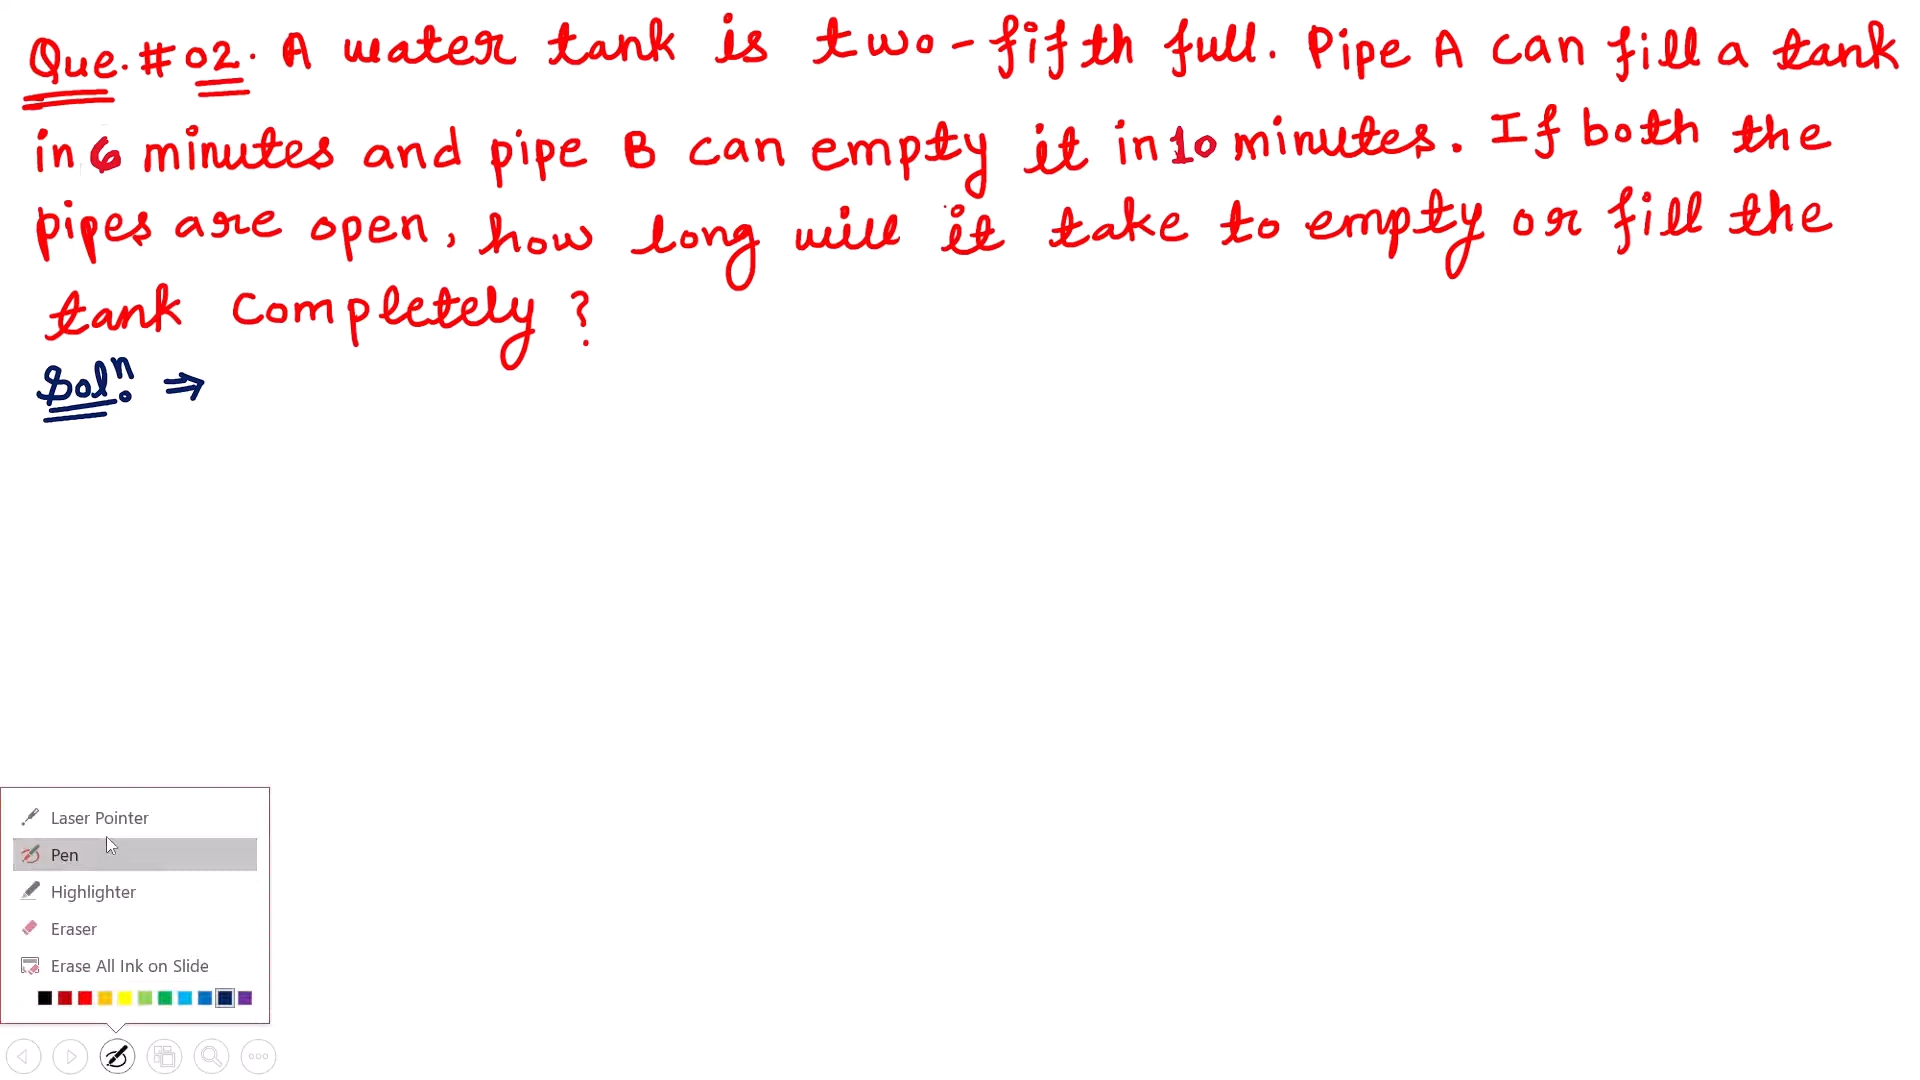 Que. # 02. A water tank is two-fifth full. Pipe A can fill a tank
in 6 minutes and pipe B can empty it in 10 minutes. If both the
pipes are open, how long will it take to empty or fill the
tank completely ?
Solⁿ. ⇒
Laser Pointer
Pen
Highlighter
Eraser
Erase All Ink on Slide